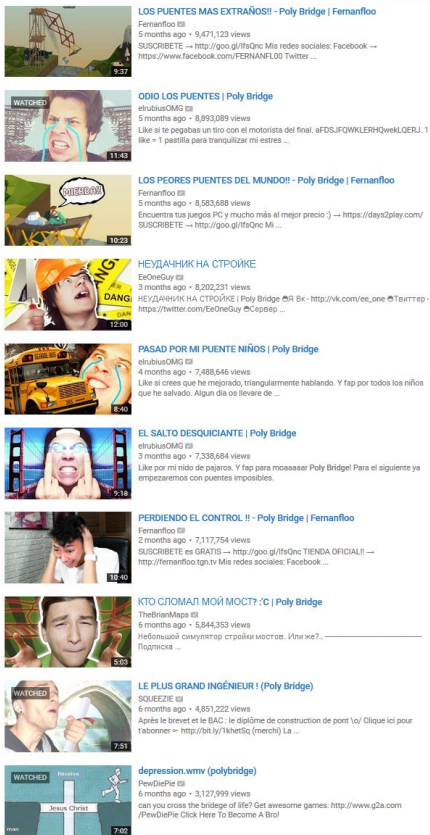 LOS PUENTES MAS EXTRAÑOS!! - Poly Bridge | Fernanfloo
Fernanfloo
5 months ago • 9,471,123 views
SUSCRIBETE → http://goo.gl/IfsQnc Mis redes sociales: Facebook →
https://www.facebook.com/FERNANFL00 Twitter ...
9:37
WATCHED
11:43
ODIO LOS PUENTES | Poly Bridge
elrubiusOMG
5 months ago • 8,893,089 views
Like si te pegabas un tiro con el motorista del final. aFDSJFQWKLERHQwekLQERJ. 1
like = 1 pastilla para tranquilizar mi estres ...
MIERDA!!
10:23
LOS PEORES PUENTES DEL MUNDO!! - Poly Bridge | Fernanfloo
Fernanfloo
5 months ago • 8,583,688 views
Encuentra tus juegos PC y mucho más al mejor precio :) → https://days2play.com/
SUSCRIBETE → http://goo.gl/IfsQnc Mi ...
DANG
DANG
12:00
НЕУДАЧНИК НА СТРОЙКЕ
EeOneGuy
3 months ago • 8,202,231 views
НЕУДАЧНИК НА СТРОЙКЕ | Poly Bridge Я Вк - http://vk.com/ee_one Твиттер -
https://twitter.com/EeOneGuy Сервер ...
SCHOOL BUS
8:40
PASAD POR MI PUENTE NIÑOS | Poly Bridge
elrubiusOMG
4 months ago • 7,488,646 views
Like si crees que he mejorado, triangularmente hablando. Y fap por todos los niños
que he salvado. Algun dia os llevare de ...
9:18
EL SALTO DESQUICIANTE | Poly Bridge
elrubiusOMG
3 months ago • 7,338,684 views
Like por mi nido de pajaros. Y fap para moaaaaar Poly Bridge! Para el siguiente ya
empezaremos con puentes imposibles.
10:40
PERDIENDO EL CONTROL !! - Poly Bridge | Fernanfloo
Fernanfloo
2 months ago • 7,117,754 views
SUSCRIBETE es GRATIS → http://goo.gl/IfsQnc TIENDA OFICIAL!! →
http://fernanfloo.tgn.tv Mis redes sociales: Facebook ...
5:03
КТО СЛОМАЛ МОЙ МОСТ? :'C | Poly Bridge
TheBrianMaps
6 months ago • 5,844,353 views
Небольшой симулятор стройки мостов. Или же?..
Подписка ...
WATCHED
7:51
LE PLUS GRAND INGÉNIEUR ! (Poly Bridge)
SQUEEZIE
6 months ago • 4,851,222 views
Après le brevet et le BAC : le diplôme de construction de pont \o/ Clique ici pour
t'abonner ➳ http://bit.ly/1khetSq (merchi) La ...
WATCHED
Jesus Christ
man
7:02
depression.wmv (polybridge)
PewDiePie
6 months ago • 3,127,999 views
can you cross the bridege of life? Get awesome games: http://www.g2a.com
/PewDiePie Click Here To Become A Bro!